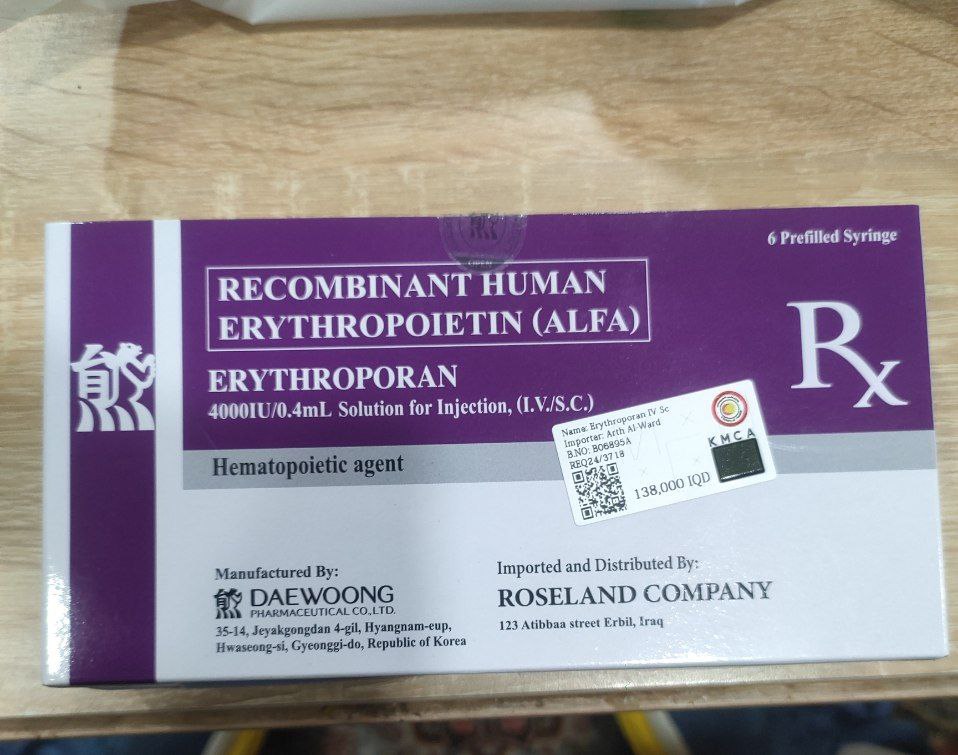 6 Prefilled Syringe
RECOMBINANT HUMAN
ERYTHROPOIETIN (ALFA)
Rx
ERYTHROPORAN
4000IU/0.4mL Solution for Injection, (I.V./S.C.)
Hematopoietic agent
Name: Erythroporan IV Sc
Importer: Arth Al-Ward
B.NO: B06895A
REQ24/3718
KMCA
138,000 IQD
Manufactured By:
DAEWOONG
PHARMACEUTICAL CO.,LTD.
35-14, Jeyakgongdan 4-gil, Hyangnam-eup,
Hwaseong-si, Gyeonggi-do, Republic of Korea
Imported and Distributed By:
ROSELAND COMPANY
123 Atibbaa street Erbil, Iraq